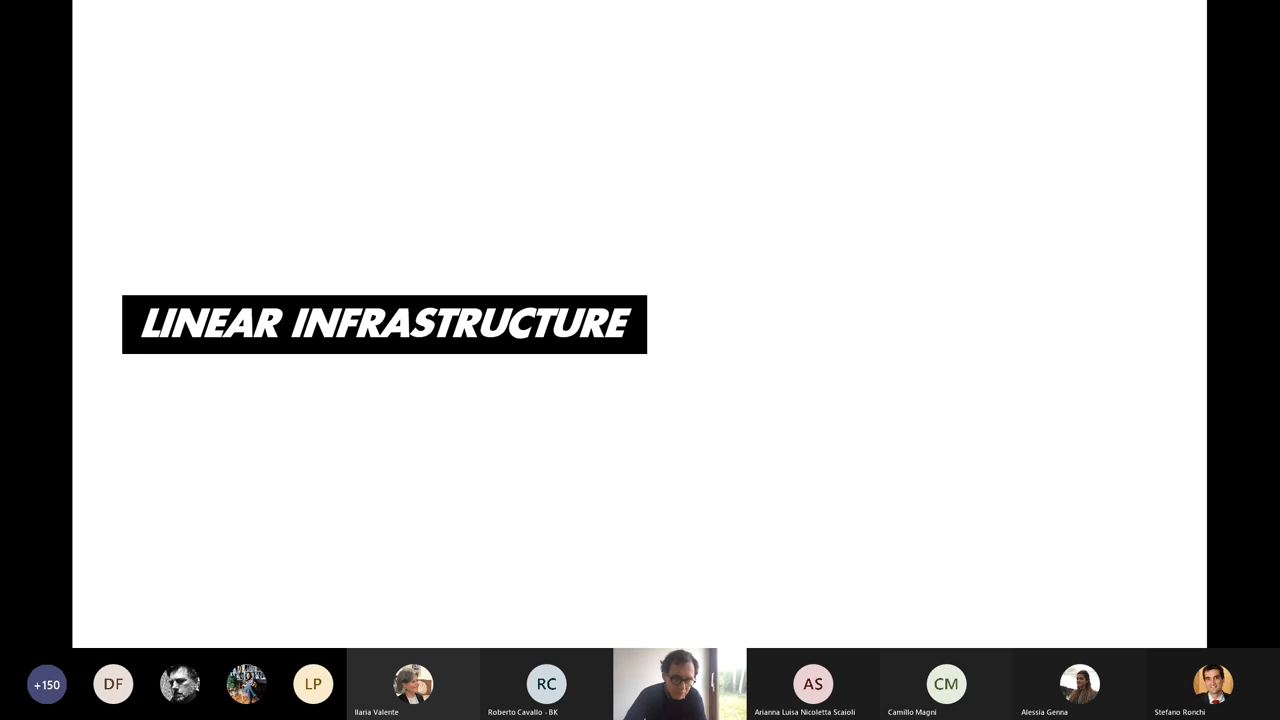 LINEAR INFRASTRUCTURE
+150
DF
LP
Ilaria Valente
RC
Roberto Cavallo - BK
AS
Arianna Luisa Nicoletta Scaioli
CM
Camillo Magni
Alessia Genna
Stefano Ronchi